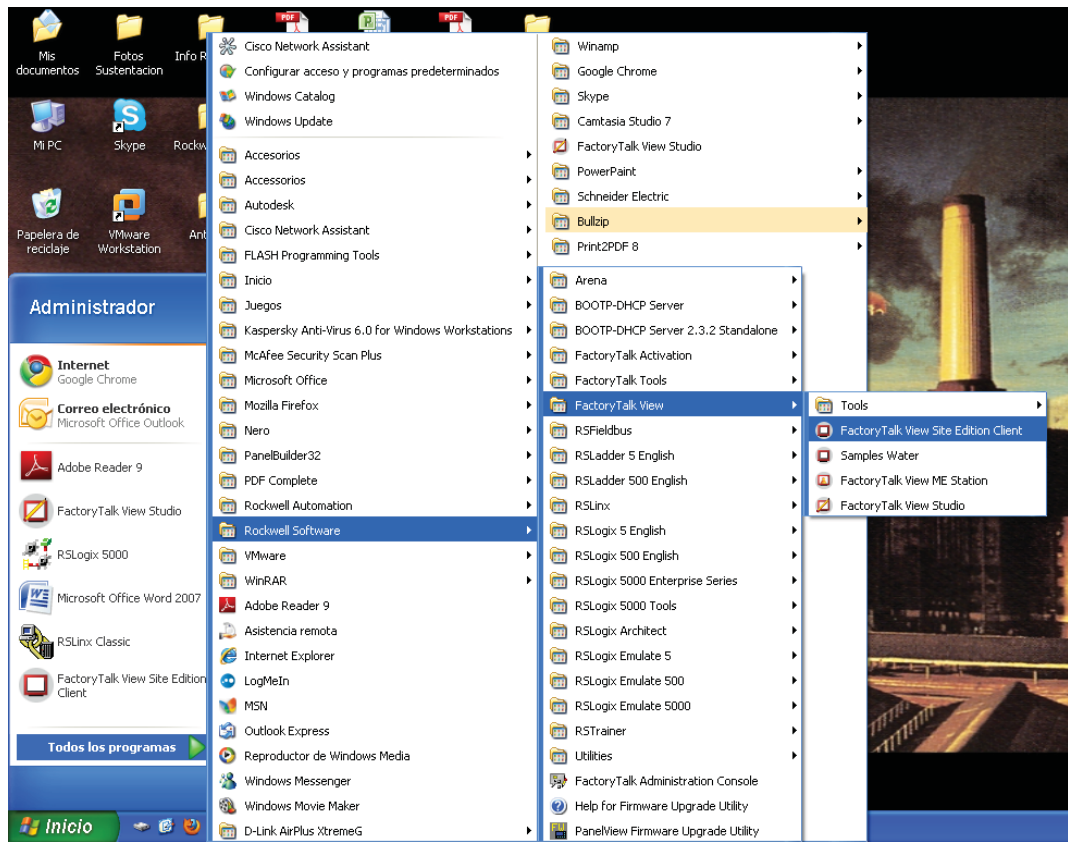 PDF
PDF
Mis documentos
Fotos Sustentacion
Info R
Mi PC
Skype
Rockw
Papelera de reciclaje
VMware Workstation
Ant
Administrador
Internet
Google Chrome
Correo electrónico
Microsoft Office Outlook
Adobe Reader 9
FactoryTalk View Studio
RSLogix 5000
Microsoft Office Word 2007
RSLinx Classic
FactoryTalk View Site Edition
Client
Todos los programas
Inicio
Cisco Network Assistant
Configurar acceso y programas predeterminados
Windows Catalog
Windows Update
Accesorios
Accessorios
Autodesk
Cisco Network Assistant
FLASH Programming Tools
Inicio
Juegos
Kaspersky Anti-Virus 6.0 for Windows Workstations
McAfee Security Scan Plus
Microsoft Office
Mozilla Firefox
Nero
PanelBuilder32
PDF Complete
Rockwell Automation
Rockwell Software
VMware
WinRAR
Adobe Reader 9
Asistencia remota
Internet Explorer
LogMeIn
MSN
Outlook Express
Reproductor de Windows Media
Windows Messenger
Windows Movie Maker
D-Link AirPlus XtremeG
Winamp
Google Chrome
Skype
Camtasia Studio 7
FactoryTalk View Studio
PowerPaint
Schneider Electric
Bullzip
Print2PDF 8
Arena
BOOTP-DHCP Server
BOOTP-DHCP Server 2.3.2 Standalone
FactoryTalk Activation
FactoryTalk Tools
FactoryTalk View
RSFieldbus
RSLadder 5 English
RSLadder 500 English
RSLinx
RSLogix 5 English
RSLogix 500 English
RSLogix 5000 Enterprise Series
RSLogix 5000 Tools
RSLogix Architect
RSLogix Emulate 5
RSLogix Emulate 500
RSLogix Emulate 5000
RSTrainer
Utilities
FactoryTalk Administration Console
Help for Firmware Upgrade Utility
PanelView Firmware Upgrade Utility
Tools
FactoryTalk View Site Edition Client
Samples Water
FactoryTalk View ME Station
FactoryTalk View Studio